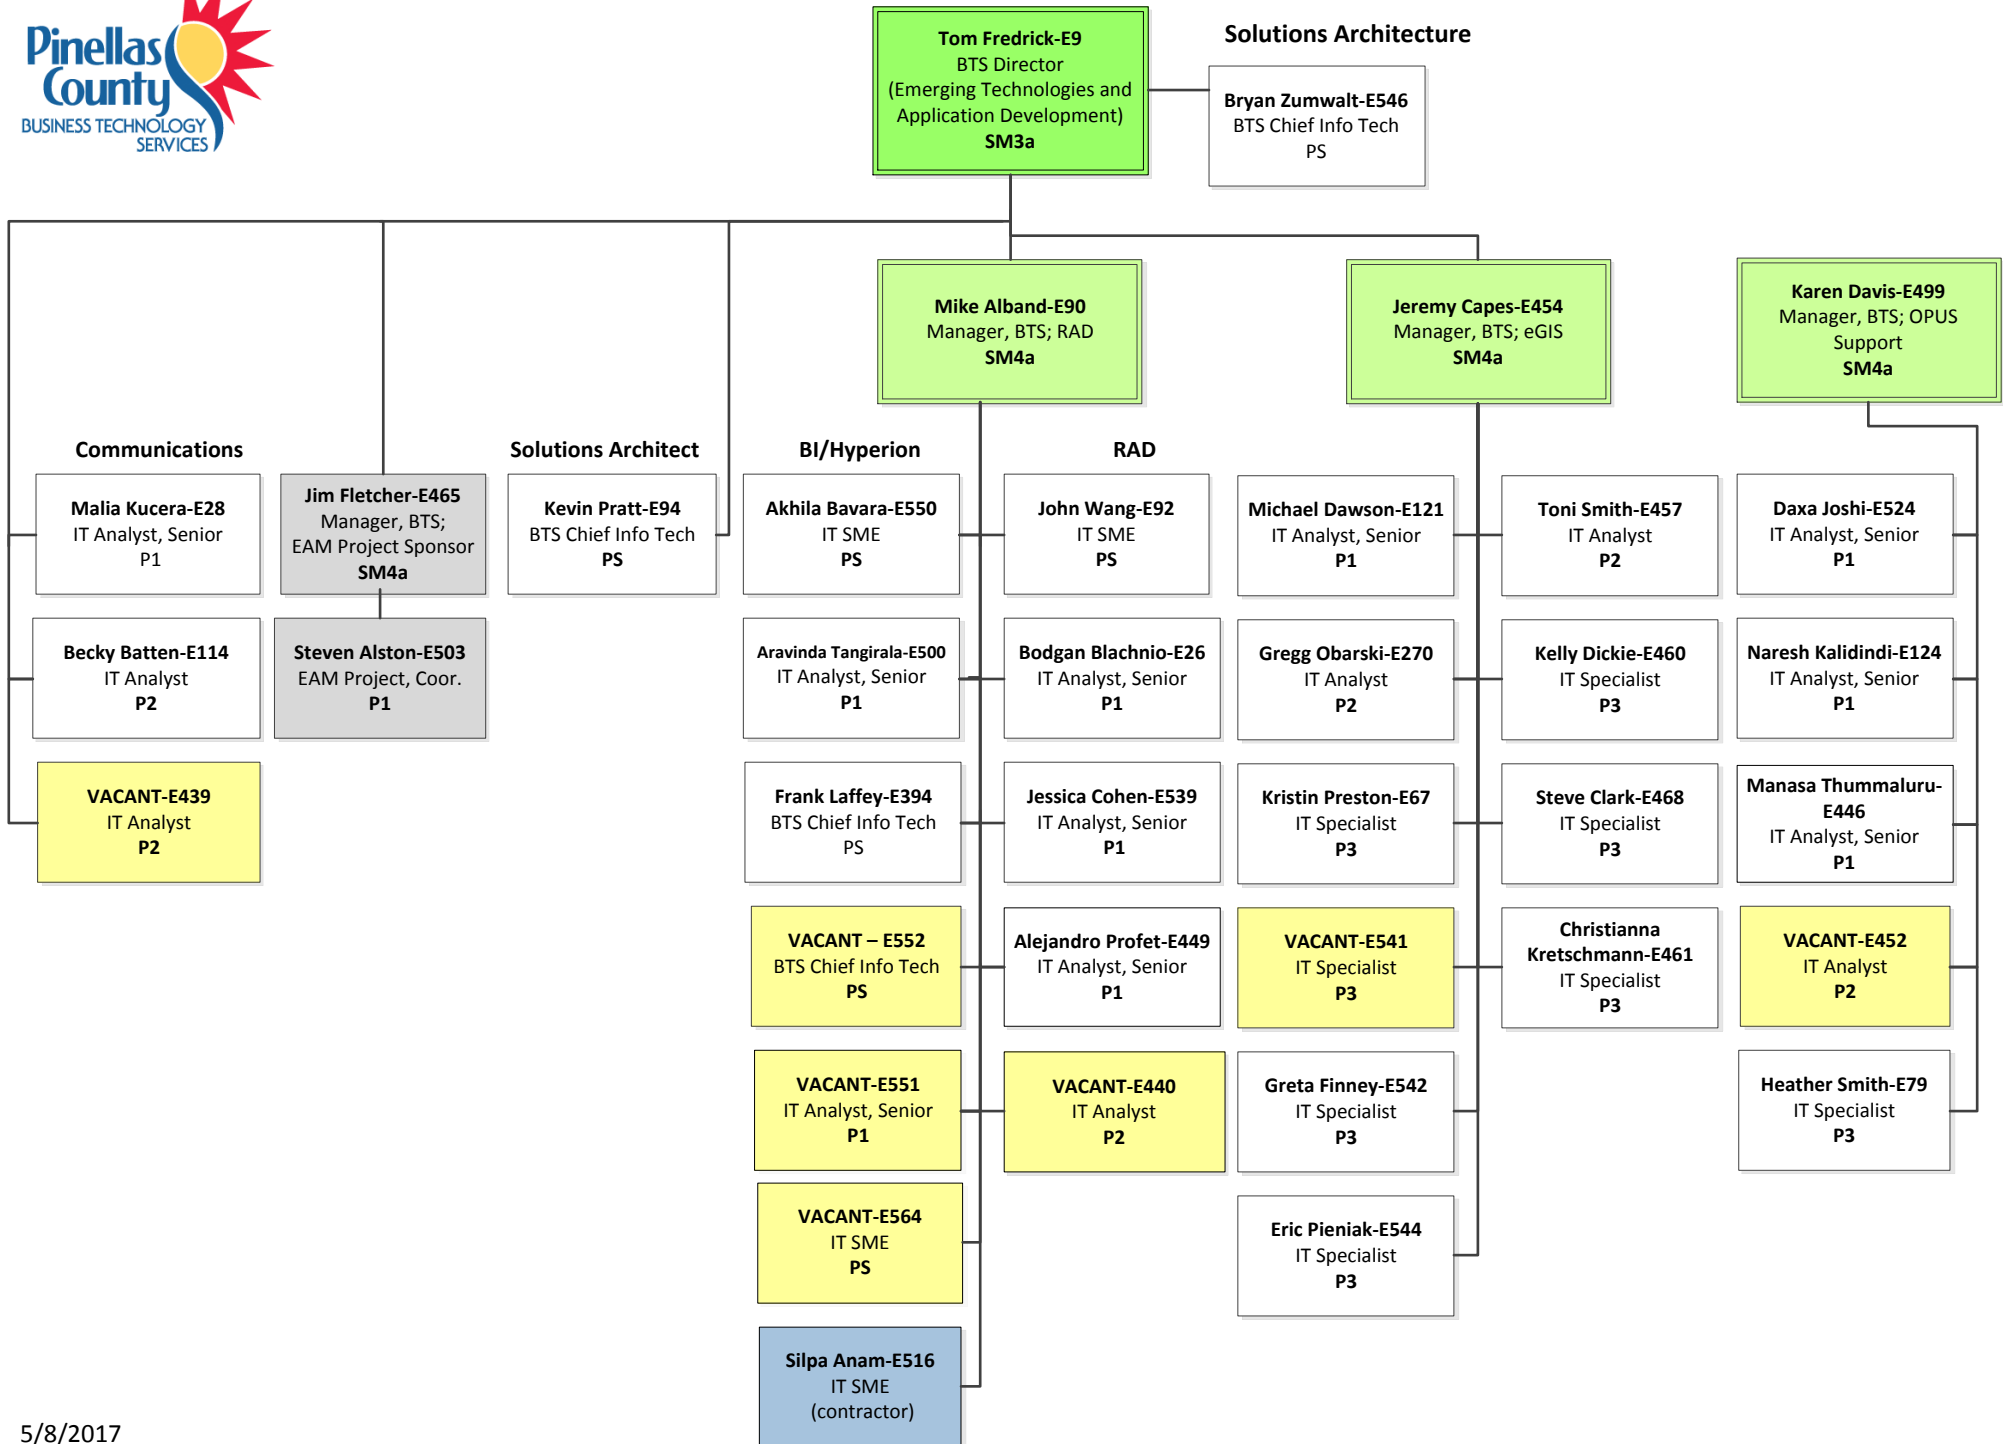 Pinellas
County
BUSINESS TECHNOLOGY
SERVICES
Tom Fredrick-E9
BTS Director
(Emerging Technologies and
Application Development)
SM3a
Solutions Architecture
Bryan Zumwalt-E546
BTS Chief Info Tech
PS
Mike Alband-E90
Manager, BTS; RAD
SM4a
Jeremy Capes-E454
Manager, BTS; eGIS
SM4a
Karen Davis-E499
Manager, BTS; OPUS
Support
SM4a
Communications
Malia Kucera-E28
IT Analyst, Senior
P1
Becky Batten-E114
IT Analyst
P2
VACANT-E439
IT Analyst
P2
Jim Fletcher-E465
Manager, BTS;
EAM Project Sponsor
SM4a
Steven Alston-E503
EAM Project, Coor.
P1
Solutions Architect
Kevin Pratt-E94
BTS Chief Info Tech
PS
BI/Hyperion
Akhila Bavara-E550
IT SME
PS
Aravinda Tangirala-E500
IT Analyst, Senior
P1
Frank Laffey-E394
BTS Chief Info Tech
PS
VACANT – E552
BTS Chief Info Tech
PS
VACANT-E551
IT Analyst, Senior
P1
VACANT-E564
IT SME
PS
Silpa Anam-E516
IT SME
(contractor)
RAD
John Wang-E92
IT SME
PS
Bodgan Blachnio-E26
IT Analyst, Senior
P1
Jessica Cohen-E539
IT Analyst, Senior
P1
Alejandro Profet-E449
IT Analyst, Senior
P1
VACANT-E440
IT Analyst
P2
Michael Dawson-E121
IT Analyst, Senior
P1
Gregg Obarski-E270
IT Analyst
P2
Kristin Preston-E67
IT Specialist
P3
VACANT-E541
IT Specialist
P3
Greta Finney-E542
IT Specialist
P3
Eric Pieniak-E544
IT Specialist
P3
Toni Smith-E457
IT Analyst
P2
Kelly Dickie-E460
IT Specialist
P3
Steve Clark-E468
IT Specialist
P3
Christianna
Kretschmann-E461
IT Specialist
P3
Daxa Joshi-E524
IT Analyst, Senior
P1
Naresh Kalidindi-E124
IT Analyst, Senior
P1
Manasa Thummaluru-
E446
IT Analyst, Senior
P1
VACANT-E452
IT Analyst
P2
Heather Smith-E79
IT Specialist
P3
5/8/2017